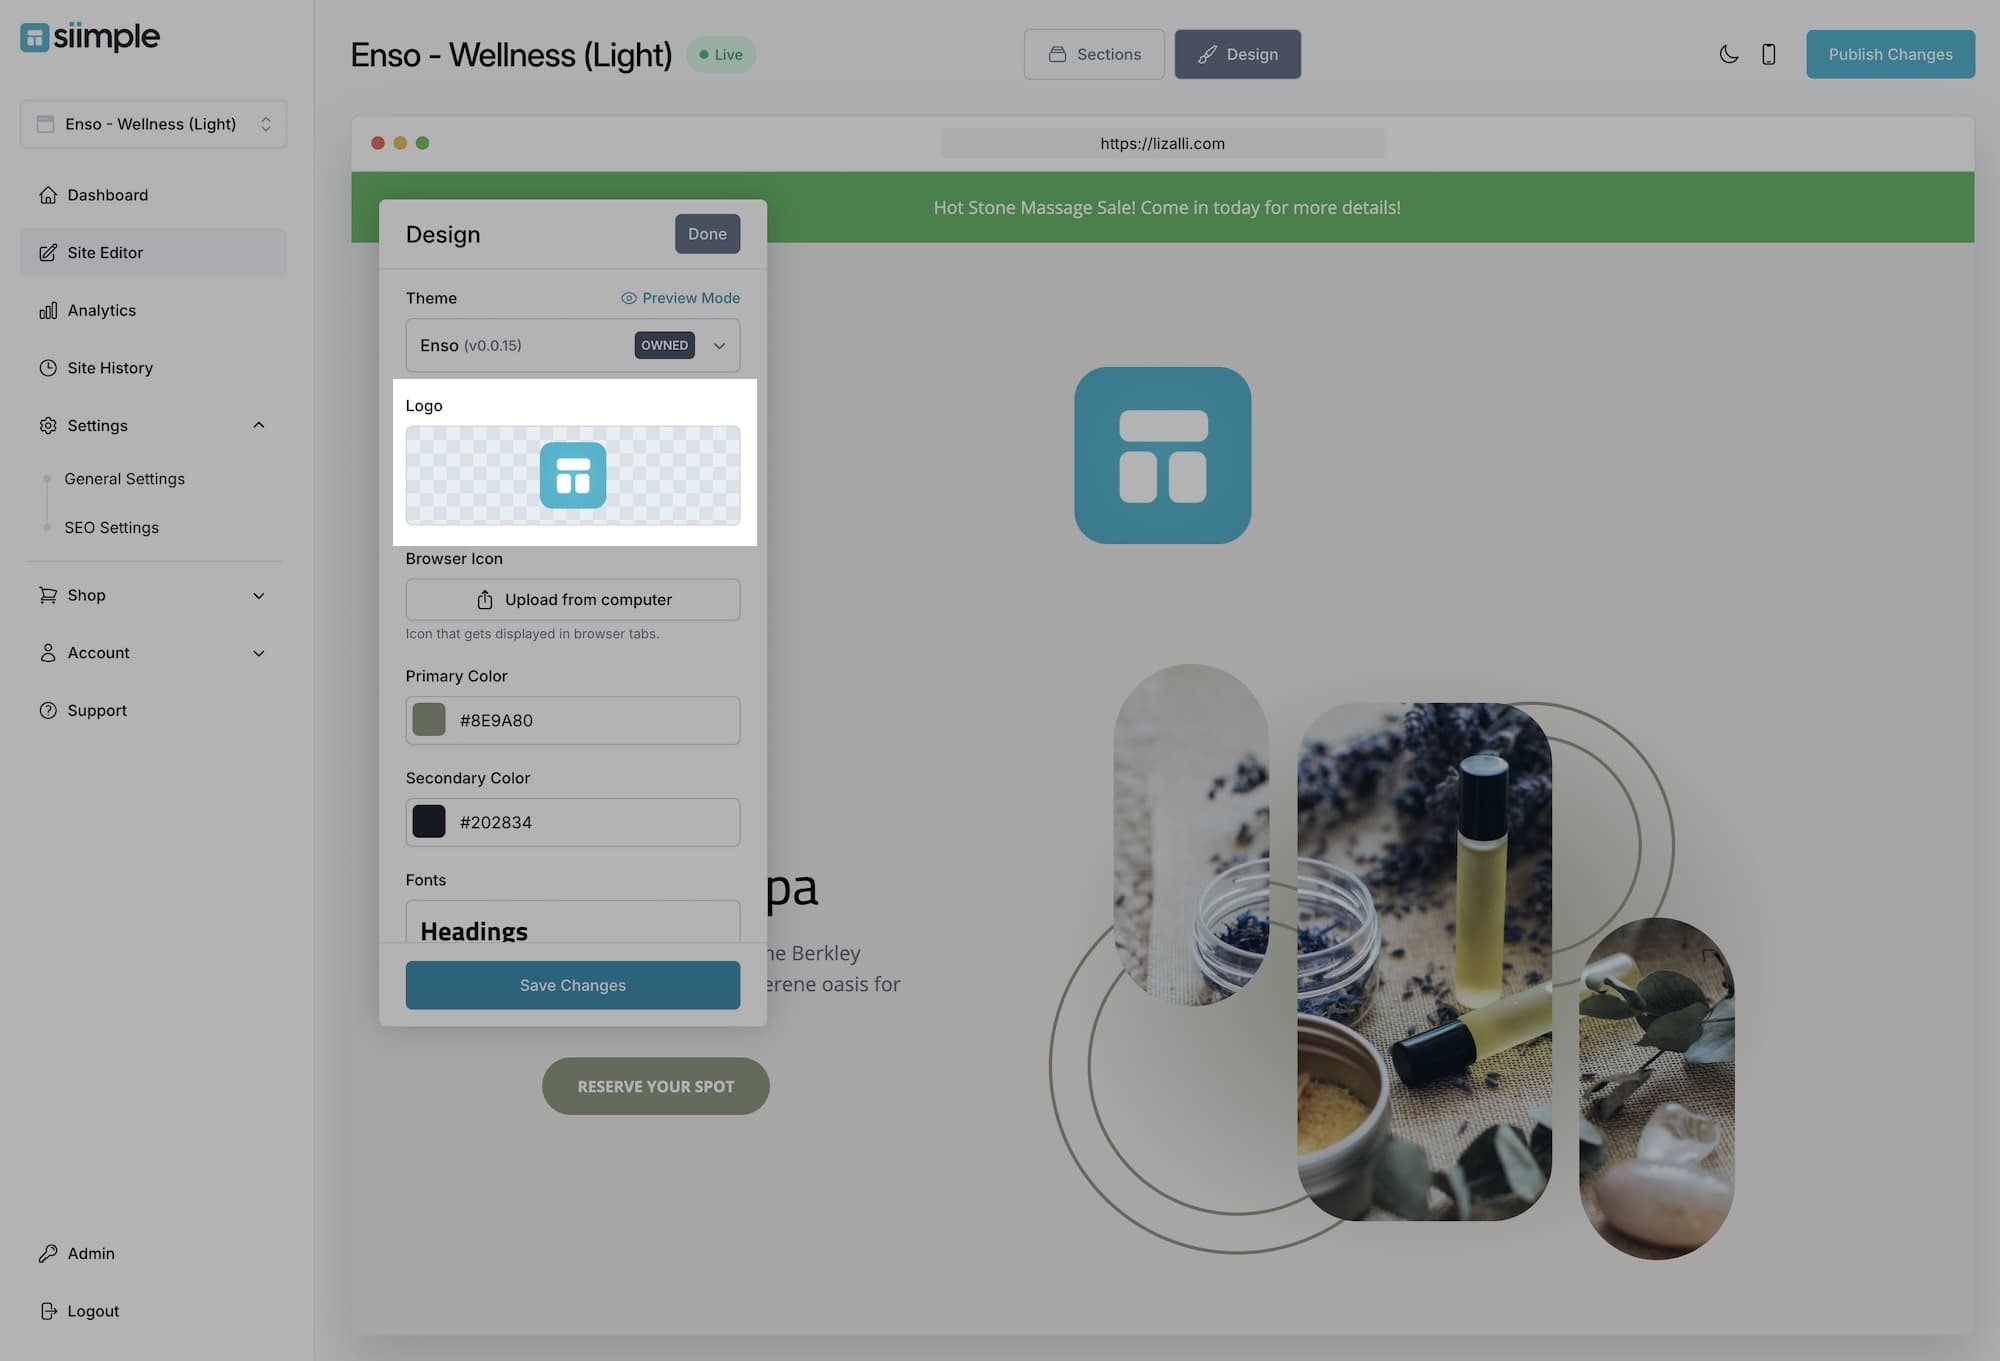 siimple
Enso - Wellness (Light)
Dashboard
Site Editor
Analytics
Site History
Settings
General Settings
SEO Settings
Shop
Account
Support
Admin
Logout
Enso - Wellness (Light)
Live
Sections
Design
Publish Changes
https://lizalli.com
Hot Stone Massage Sale! Come in today for more details!
Design
Done
Theme
Preview Mode
Enso (v0.0.15)
OWNED
Logo
Browser Icon
Upload from computer
Icon that gets displayed in browser tabs.
Primary Color
#8E9A80
Secondary Color
#202834
Fonts
Headings
Save Changes
pa
he Berkley
erene oasis for
RESERVE YOUR SPOT